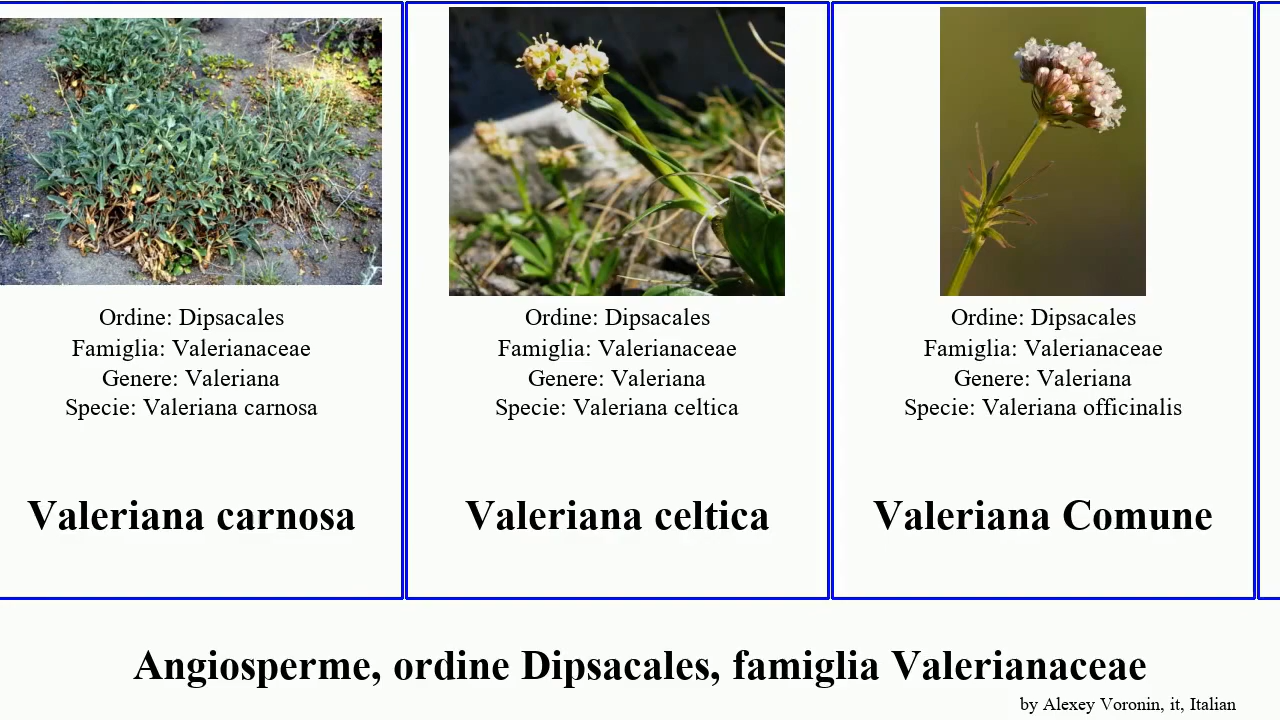 Ordine: Dipsacales
Famiglia: Valerianaceae
Genere: Valeriana
Specie: Valeriana carnosa
Valeriana carnosa
Ordine: Dipsacales
Famiglia: Valerianaceae
Genere: Valeriana
Specie: Valeriana celtica
Valeriana celtica
Ordine: Dipsacales
Famiglia: Valerianaceae
Genere: Valeriana
Specie: Valeriana officinalis
Valeriana Comune
Angiosperme, ordine Dipsacales, famiglia Valerianaceae
by Alexey Voronin, it, Italian